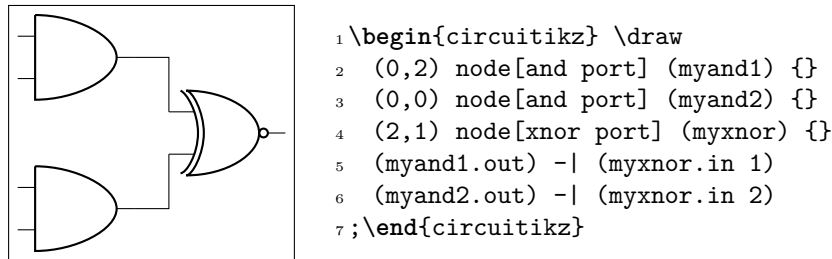 1 \begin{circuitikz} \draw
2 (0,2) node[and port] (myand1) {}
3 (0,0) node[and port] (myand2) {}
4 (2,1) node[xnor port] (myxnor) {}
5 (myand1.out) -| (myxnor.in 1)
6 (myand2.out) -| (myxnor.in 2)
7 ;\end{circuitikz}